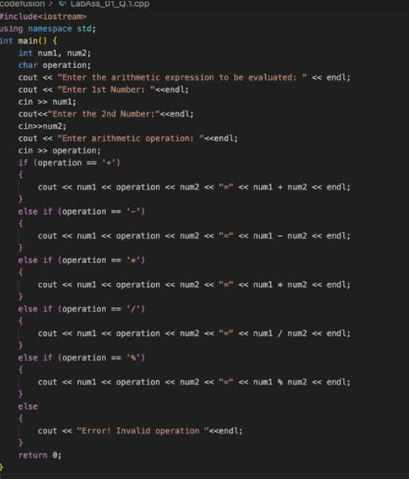 codefusion > LabAss_01_Q.1.cpp
#include<iostream>
using namespace std;
int main() {
    int num1, num2;
    char operation;
    cout << "Enter the arithmetic expression to be evaluated: " << endl;
    cout << "Enter 1st Number: "<<endl;
    cin >> num1;
    cout<<"Enter the 2nd Number:"<<endl;
    cin>>num2;
    cout << "Enter arithmetic operation: "<<endl;
    cin >> operation;
    if (operation == '+')
    {
        cout << num1 << operation << num2 << "=" << num1 + num2 << endl;
    }
    else if (operation == '-')
    {
        cout << num1 << operation << num2 << "=" << num1 - num2 << endl;
    }
    else if (operation == '*')
    {
        cout << num1 << operation << num2 << "=" << num1 * num2 << endl;
    }
    else if (operation == '/')
    {
        cout << num1 << operation << num2 << "=" << num1 / num2 << endl;
    }
    else if (operation == '%')
    {
        cout << num1 << operation << num2 << "=" << num1 % num2 << endl;
    }
    else
    {
        cout << "Error! Invalid operation "<<endl;
    }
    return 0;
}